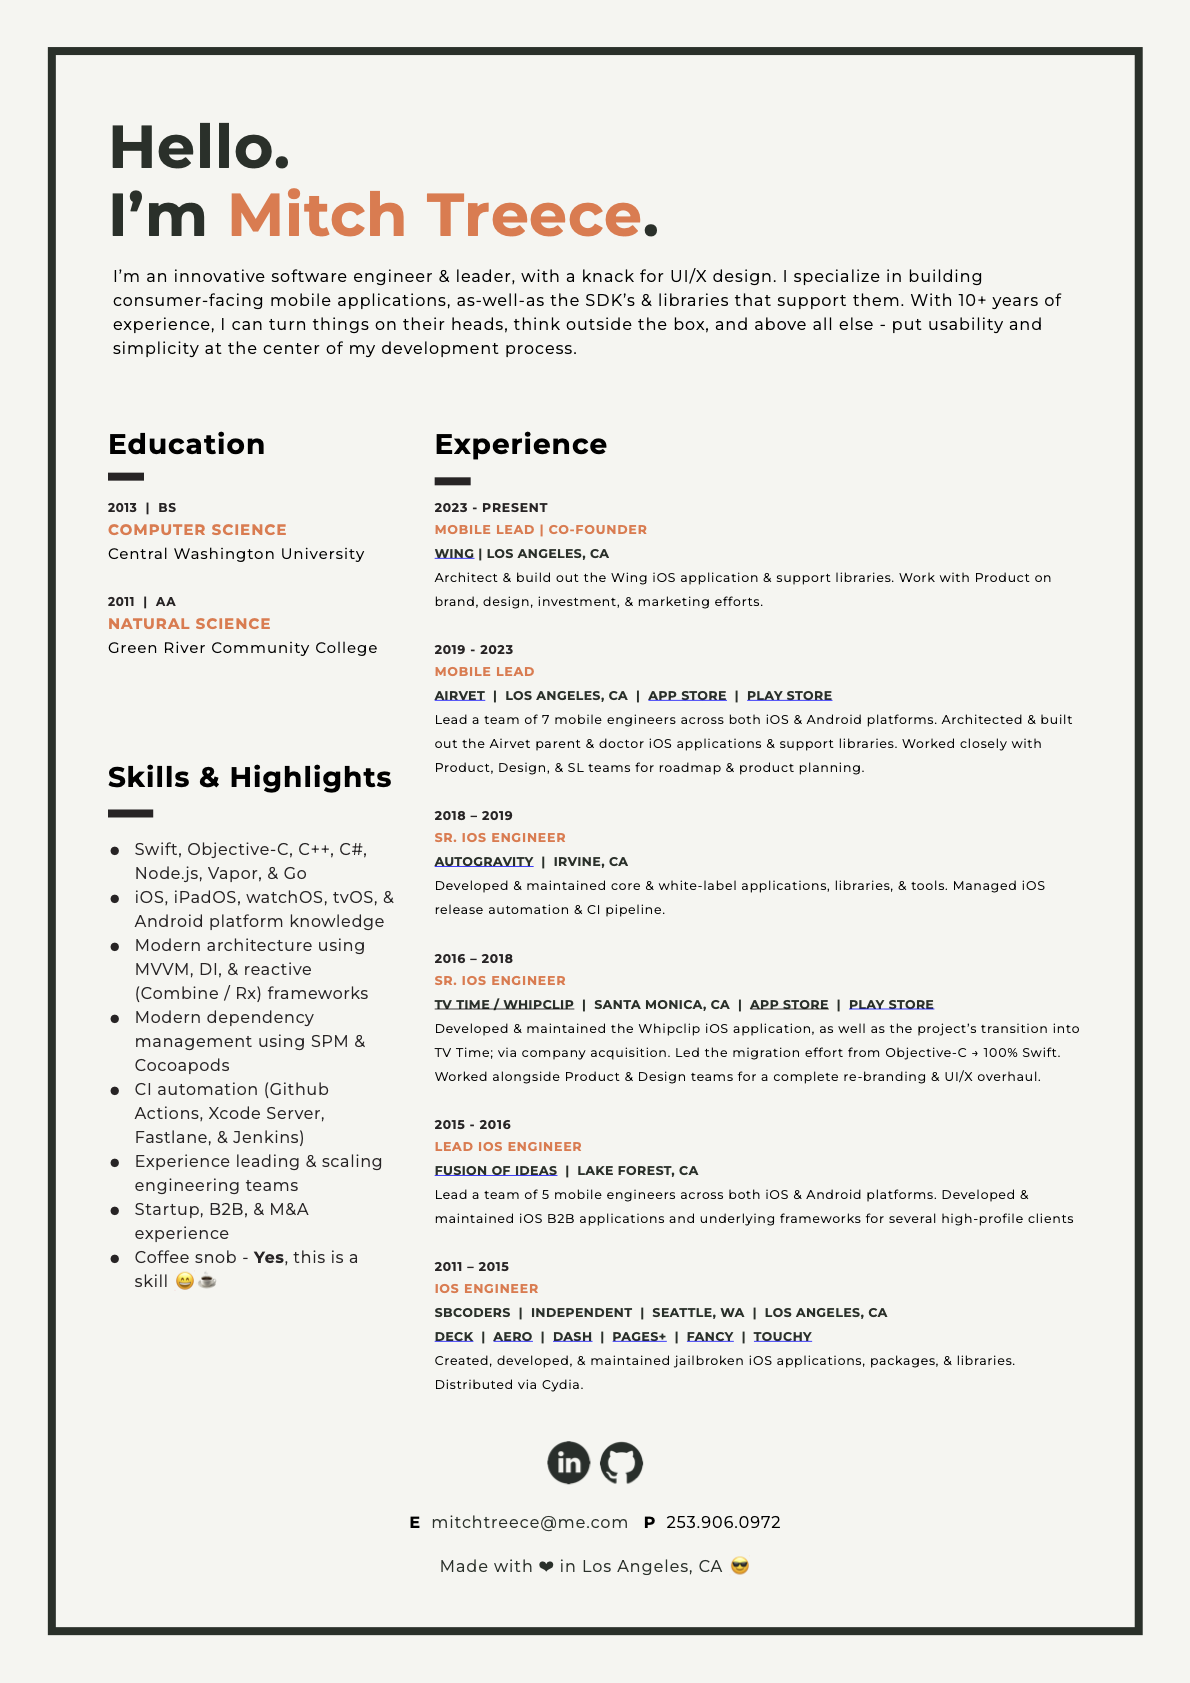 Hello.
I’m Mitch Treece.
I’m an innovative software engineer & leader, with a knack for UI/X design. I specialize in building
consumer-facing mobile applications, as-well-as the SDK’s & libraries that support them. With 10+ years of
experience, I can turn things on their heads, think outside the box, and above all else - put usability and
simplicity at the center of my development process.
Education
2013 | BS
COMPUTER SCIENCE
Central Washington University
2011 | AA
NATURAL SCIENCE
Green River Community College
Skills & Highlights
● Swift, Objective-C, C++, C#,
Node.js, Vapor, & Go
● iOS, iPadOS, watchOS, tvOS, &
Android platform knowledge
● Modern architecture using
MVVM, DI, & reactive
(Combine / Rx) frameworks
● Modern dependency
management using SPM &
Cocoapods
● CI automation (Github
Actions, Xcode Server,
Fastlane, & Jenkins)
● Experience leading & scaling
engineering teams
● Startup, B2B, & M&A
experience
● Coffee snob - Yes, this is a
skill 😄☕
Experience
2023 - PRESENT
MOBILE LEAD | CO-FOUNDER
WING | LOS ANGELES, CA
Architect & build out the Wing iOS application & support libraries. Work with Product on
brand, design, investment, & marketing efforts.
2019 - 2023
MOBILE LEAD
AIRVET | LOS ANGELES, CA | APP STORE | PLAY STORE
Lead a team of 7 mobile engineers across both iOS & Android platforms. Architected & built
out the Airvet parent & doctor iOS applications & support libraries. Worked closely with
Product, Design, & SL teams for roadmap & product planning.
2018 – 2019
SR. IOS ENGINEER
AUTOGRAVITY | IRVINE, CA
Developed & maintained core & white-label applications, libraries, & tools. Managed iOS
release automation & CI pipeline.
2016 – 2018
SR. IOS ENGINEER
TV TIME / WHIPCLIP | SANTA MONICA, CA | APP STORE | PLAY STORE
Developed & maintained the Whipclip iOS application, as well as the project’s transition into
TV Time; via company acquisition. Led the migration effort from Objective-C → 100% Swift.
Worked alongside Product & Design teams for a complete re-branding & UI/X overhaul.
2015 - 2016
LEAD IOS ENGINEER
FUSION OF IDEAS | LAKE FOREST, CA
Lead a team of 5 mobile engineers across both iOS & Android platforms. Developed &
maintained iOS B2B applications and underlying frameworks for several high-profile clients
2011 – 2015
IOS ENGINEER
SBCODERS | INDEPENDENT | SEATTLE, WA | LOS ANGELES, CA
DECK | AERO | DASH | PAGES+ | FANCY | TOUCHY
Created, developed, & maintained jailbroken iOS applications, packages, & libraries.
Distributed via Cydia.
in
E mitchtreece@me.com P 253.906.0972
Made with ❤ in Los Angeles, CA 😎